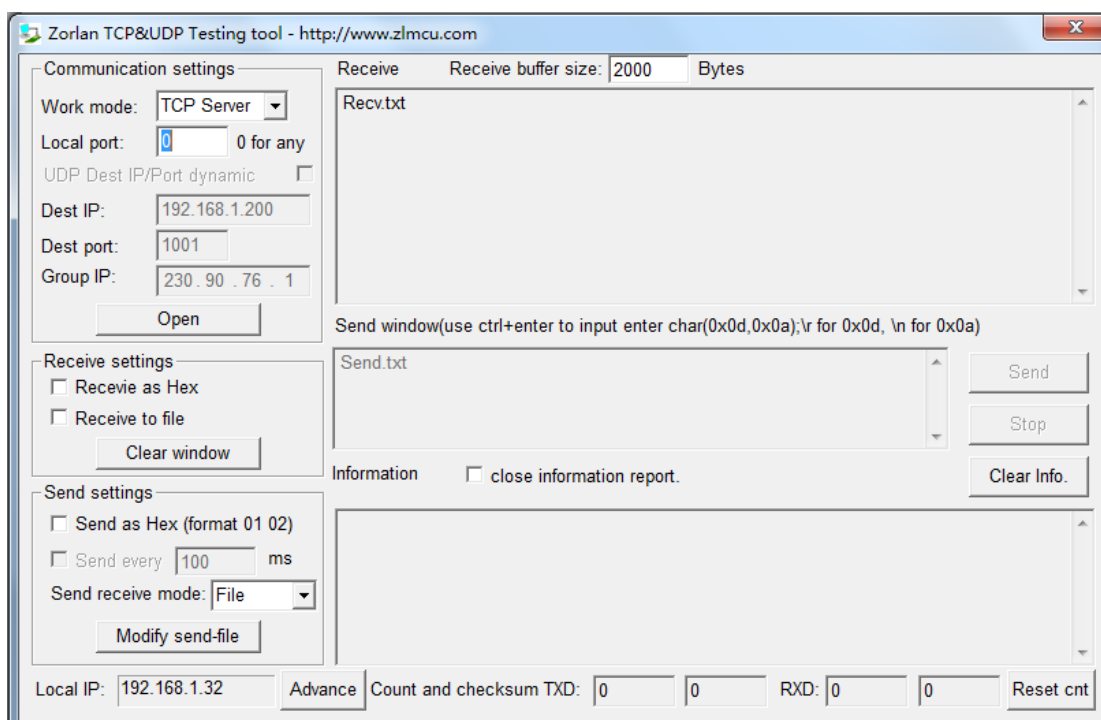 Zorlan TCP&UDP Testing tool - http://www.zlmcu.com
Communication settings
Work mode: TCP Server
Local port: 0 0 for any
UDP Dest IP/Port dynamic
Dest IP: 192.168.1.200
Dest port: 1001
Group IP: 230 . 90 . 76 . 1
Open
Receive settings
Recevie as Hex
Receive to file
Clear window
Send settings
Send as Hex (format 01 02)
Send every 100 ms
Send receive mode: File
Modify send-file
Receive Receive buffer size: 2000 Bytes
Recv.txt
Send window(use ctrl+enter to input enter char(0x0d,0x0a);\r for 0x0d, \n for 0x0a)
Send.txt
Send
Stop
Information close information report.
Clear Info.
Local IP: 192.168.1.32 Advance Count and checksum TXD: 0 0 RXD: 0 0 Reset cnt